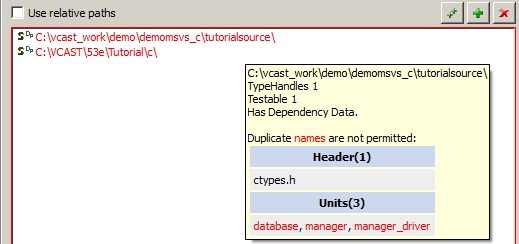 Use relative paths
C:\vcast_work\demo\demomsvs_c\tutorialsource\
C:\VCAST\53e\Tutorial\c\
C:\vcast_work\demo\demomsvs_c\tutorialsource\
TypeHandles 1
Testable 1
Has Dependency Data.
Duplicate names are not permitted:
Header(1)
ctypes.h
Units(3)
database, manager, manager_driver